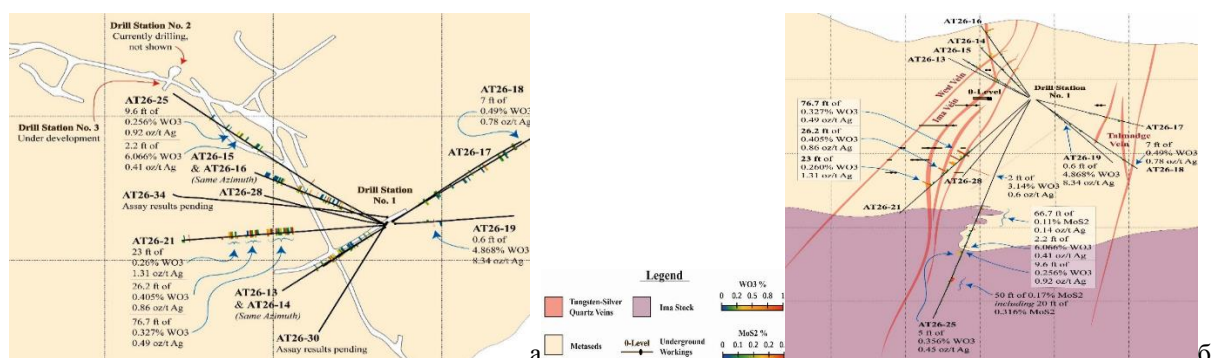 Drill Station No. 2
Currently drilling,
not shown
AT26-25
9.6 ft of
0.256% WO3
0.92 oz/t Ag
2.2 ft of
6.066% WO3
0.41 oz/t Ag
Drill Station No. 3
Under development
AT26-15
& AT26-16
(Same Azimuth)
AT26-28
AT26-34
Assay results pending
AT26-21
23 ft of
0.26% WO3
1.31 oz/t Ag
26.2 ft of
0.405% WO3
0.86 oz/t Ag
76.7 ft of
0.327% WO3
0.49 oz/t Ag
AT26-13
& AT26-14
(Same Azimuth)
AT26-30
Assay results pending
Drill Station
No. 1
AT26-18
7 ft of
0.49% WO3
0.78 oz/t Ag
AT26-17
AT26-19
0.6 ft of
4.868% WO3
8.34 oz/t Ag
а
Legend
Tungsten-Silver
Quartz Veins
Ima Stock
Metaseds
0-Level
Underground
Workings
WO3 %
0 0.2 0.4 0.6 0.8 1
MoS2 %
0 0.1 0.2 0.3 0.4 0.5
AT26-16
AT26-14
AT26-15
AT26-13
West Vein
Ima Vein
0-Level
Drill Station
No. 1
76.7 ft of
0.327% WO3
0.49 oz/t Ag
26.2 ft of
0.405% WO3
0.86 oz/t Ag
23 ft of
0.260% WO3
1.31 oz/t Ag
AT26-21
AT26-28
2 ft of
3.14% WO3
0.6 oz/t Ag
AT26-19
0.6 ft of
4.868% WO3
8.34 oz/t Ag
Talmadge
Vein
AT26-17
7 ft of
0.49% WO3
0.78 oz/t Ag
AT26-18
66.7 ft of
0.11% MoS2
0.14 oz/t Ag
2.2 ft of
6.066% WO3
0.41 oz/t Ag
9.6 ft of
0.256% WO3
0.92 oz/t Ag
50 ft of 0.17% MoS2
including 20 ft of
0.316% MoS2
AT26-25
5 ft of
0.356% WO3
0.45 oz/t Ag
б